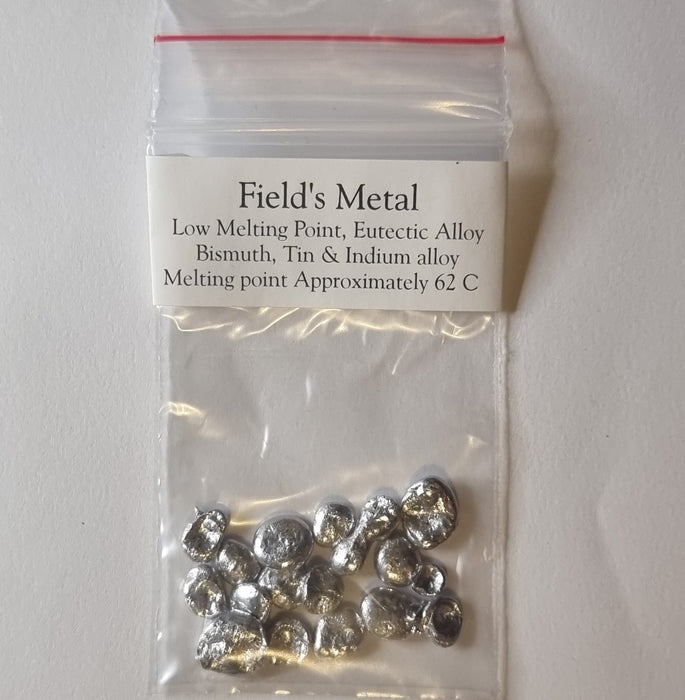 Field's Metal
Low Melting Point, Eutectic Alloy
Bismuth, Tin & Indium alloy
Melting point Approximately 62 C